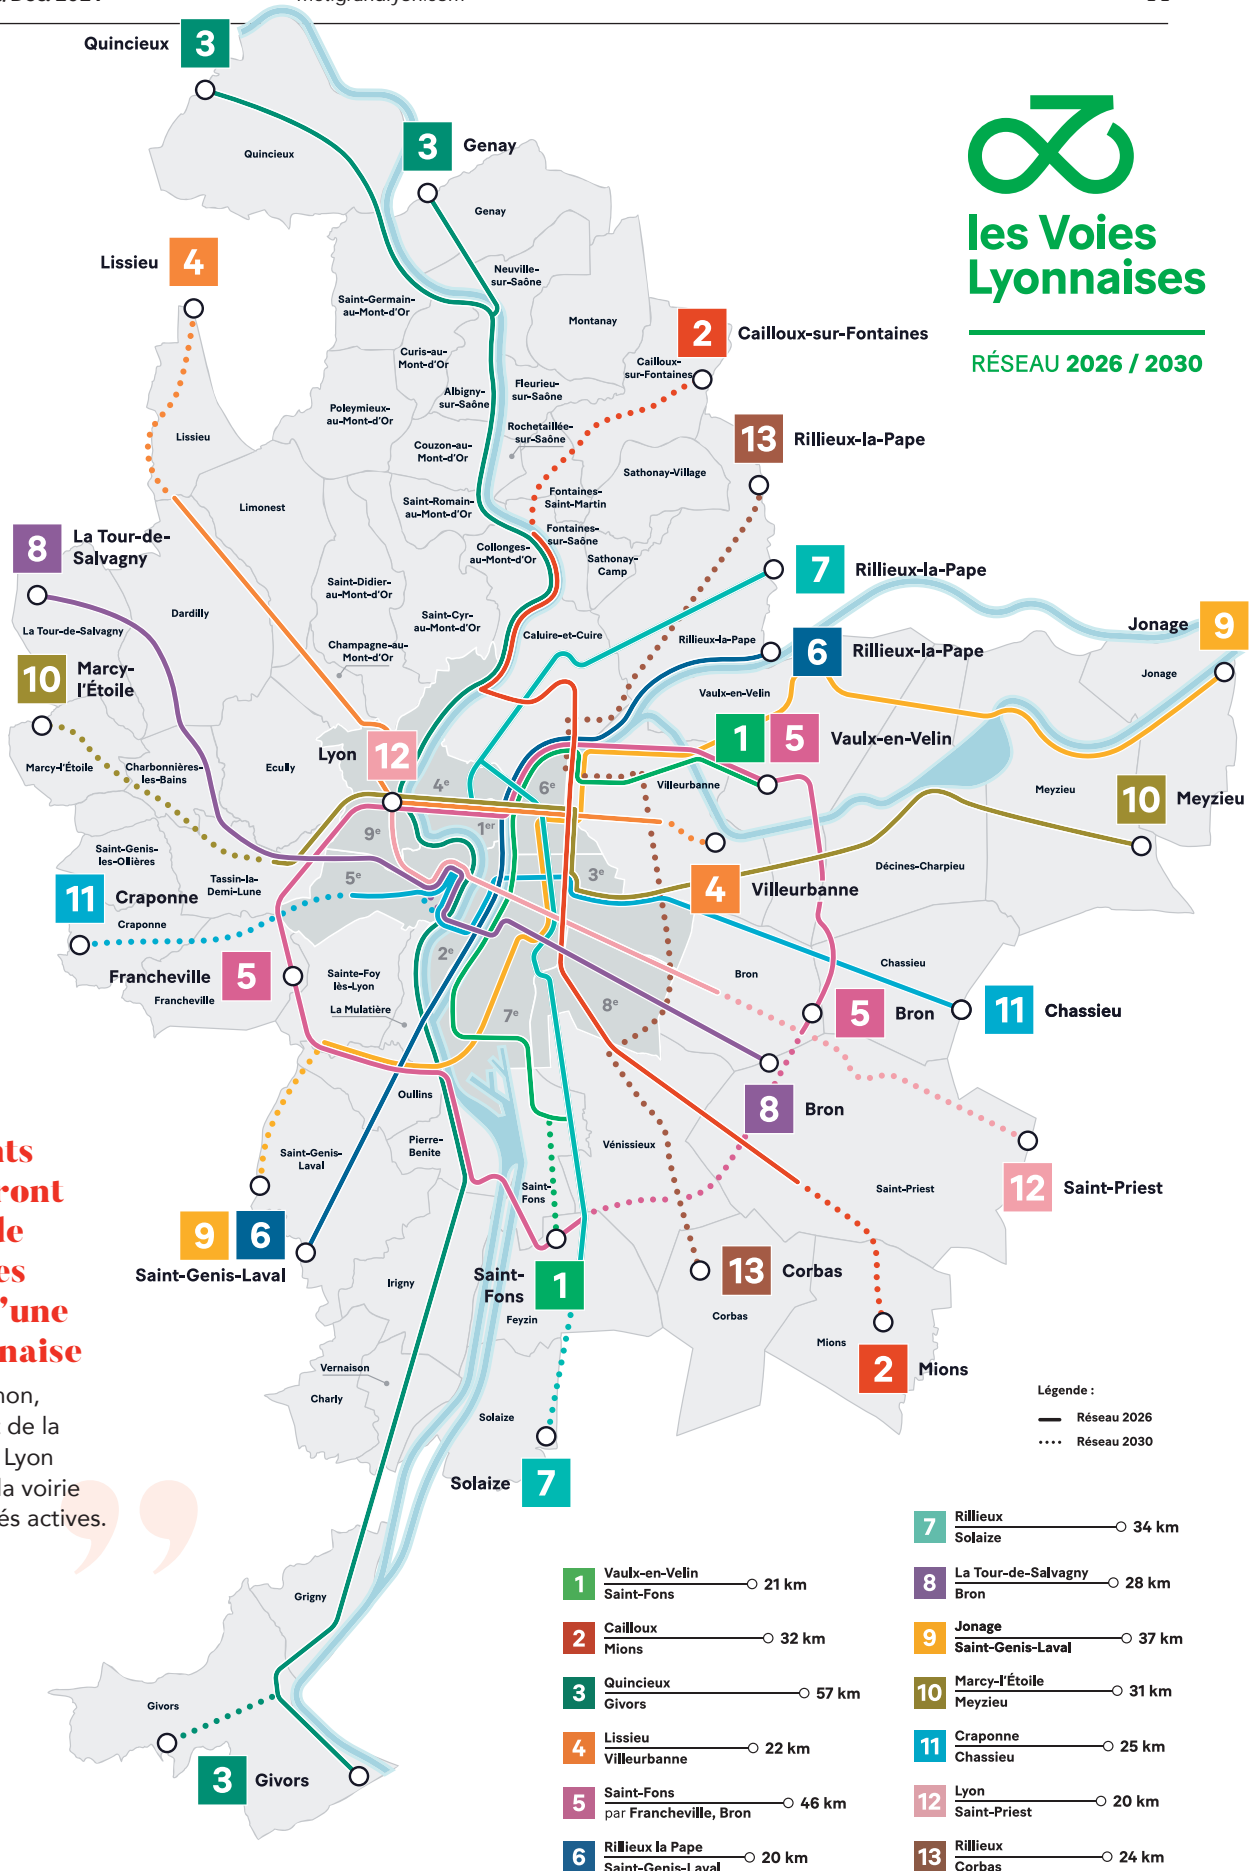 metgrandlyon.com
Quincieux 3
3 Genay
Quincieux
Genay
les Voies
Lyonnaises
RÉSEAU 2026 / 2030
Lissieu 4
Neuville-
sur-Saône
Saint-Germain-
au-Mont-d'Or
Montanay
2 Cailloux-sur-Fontaines
Curis-au-
Mont-d'Or
Cailloux-
sur-Fontaines
Albigny-
sur-Saône
Fleurieu-
sur-Saône
Poleymieux-
au-Mont-d'Or
Rochetaillée-
sur-Saône
13 Rillieux-la-Pape
Lissieu
Couzon-au-
Mont-d'Or
Sathonay-Village
Limonest
Saint-Romain-
au-Mont-d'Or
Fontaines-
Saint-Martin
Fontaines-
sur-Saône
8 La Tour-de-
Salvagny
Collonges-
au-Mont-d'Or
Sathonay-
Camp
7 Rillieux-la-Pape
Saint-Didier-
au-Mont-d'Or
Dardilly
Saint-Cyr-
au-Mont-d'Or
La Tour-de-Salvagny
Caluire-et-Cuire
Rillieux-la-Pape
Jonage 9
Champagne-au-
Mont-d'Or
6 Rillieux-la-Pape
10 Marcy-
l'Étoile
Jonage
Vaulx-en-Velin
Lyon 12
1 5 Vaulx-en-Velin
Marcy-l'Étoile
Charbonnières-
les-Bains
Ecully
4e
6e
Villeurbanne
Meyzieu
10 Meyzieu
9e
1er
Saint-Genis-
les-Ollières
Tassin-la-
Demi-Lune
5e
3e
Décines-Charpieu
11 Craponne
4 Villeurbanne
Craponne
2e
Francheville 5
Francheville
Sainte-Foy
lès-Lyon
La Mulatière
Bron
Chassieu
7e
8e
5 Bron
11 Chassieu
Oullins
8 Bron
Pierre-
Benite
Vénissieux
Saint-Genis-
Laval
Saint-
Fons
Saint-Priest
12 Saint-Priest
9 6
Saint-Genis-Laval
Saint-
Fons 1
13 Corbas
Irigny
Feyzin
Corbas
Mions
2 Mions
Vernaison
Charly
Solaize
Solaize 7
Légende :
Réseau 2026
Réseau 2030
nts
ront
le
es
'une
naise
non,
de la
Lyon
la voirie
és actives.
”
Grigny
Givors
3 Givors
1 Vaulx-en-Velin
Saint-Fons 21 km
2 Cailloux
Mions 32 km
3 Quincieux
Givors 57 km
4 Lissieu
Villeurbanne 22 km
5 Saint-Fons
par Francheville, Bron 46 km
6 Rillieux la Pape
Saint-Genis-Laval 20 km
7 Rillieux
Solaize 34 km
8 La Tour-de-Salvagny
Bron 28 km
9 Jonage
Saint-Genis-Laval 37 km
10 Marcy-l'Étoile
Meyzieu 31 km
11 Craponne
Chassieu 25 km
12 Lyon
Saint-Priest 20 km
13 Rillieux
Corbas 24 km